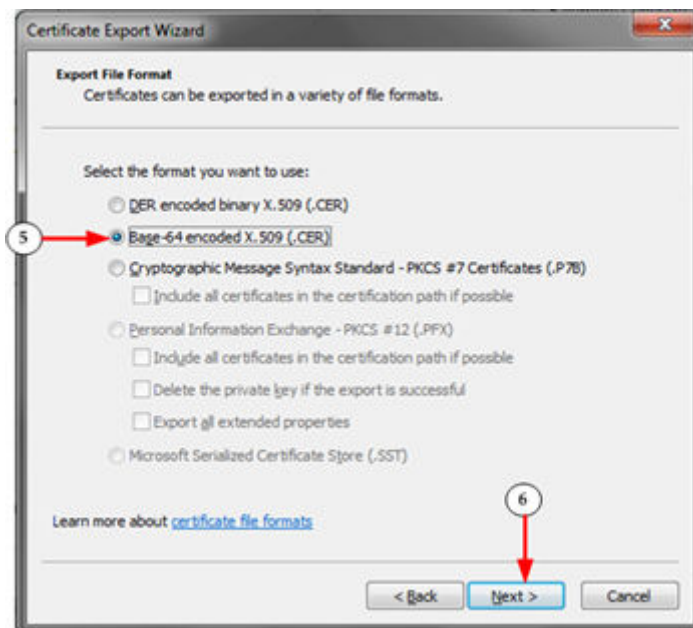 Certificate Export Wizard
Export File Format
Certificates can be exported in a variety of file formats.
Select the format you want to use:
DER encoded binary X.509 (.CER)
5
Base-64 encoded X.509 (.CER)
Cryptographic Message Syntax Standard - PKCS #7 Certificates (.P7B)
Include all certificates in the certification path if possible
Personal Information Exchange - PKCS #12 (.PFX)
Include all certificates in the certification path if possible
Delete the private key if the export is successful
Export all extended properties
Microsoft Serialized Certificate Store (.SST)
6
Learn more about certificate file formats
< Back Next > Cancel